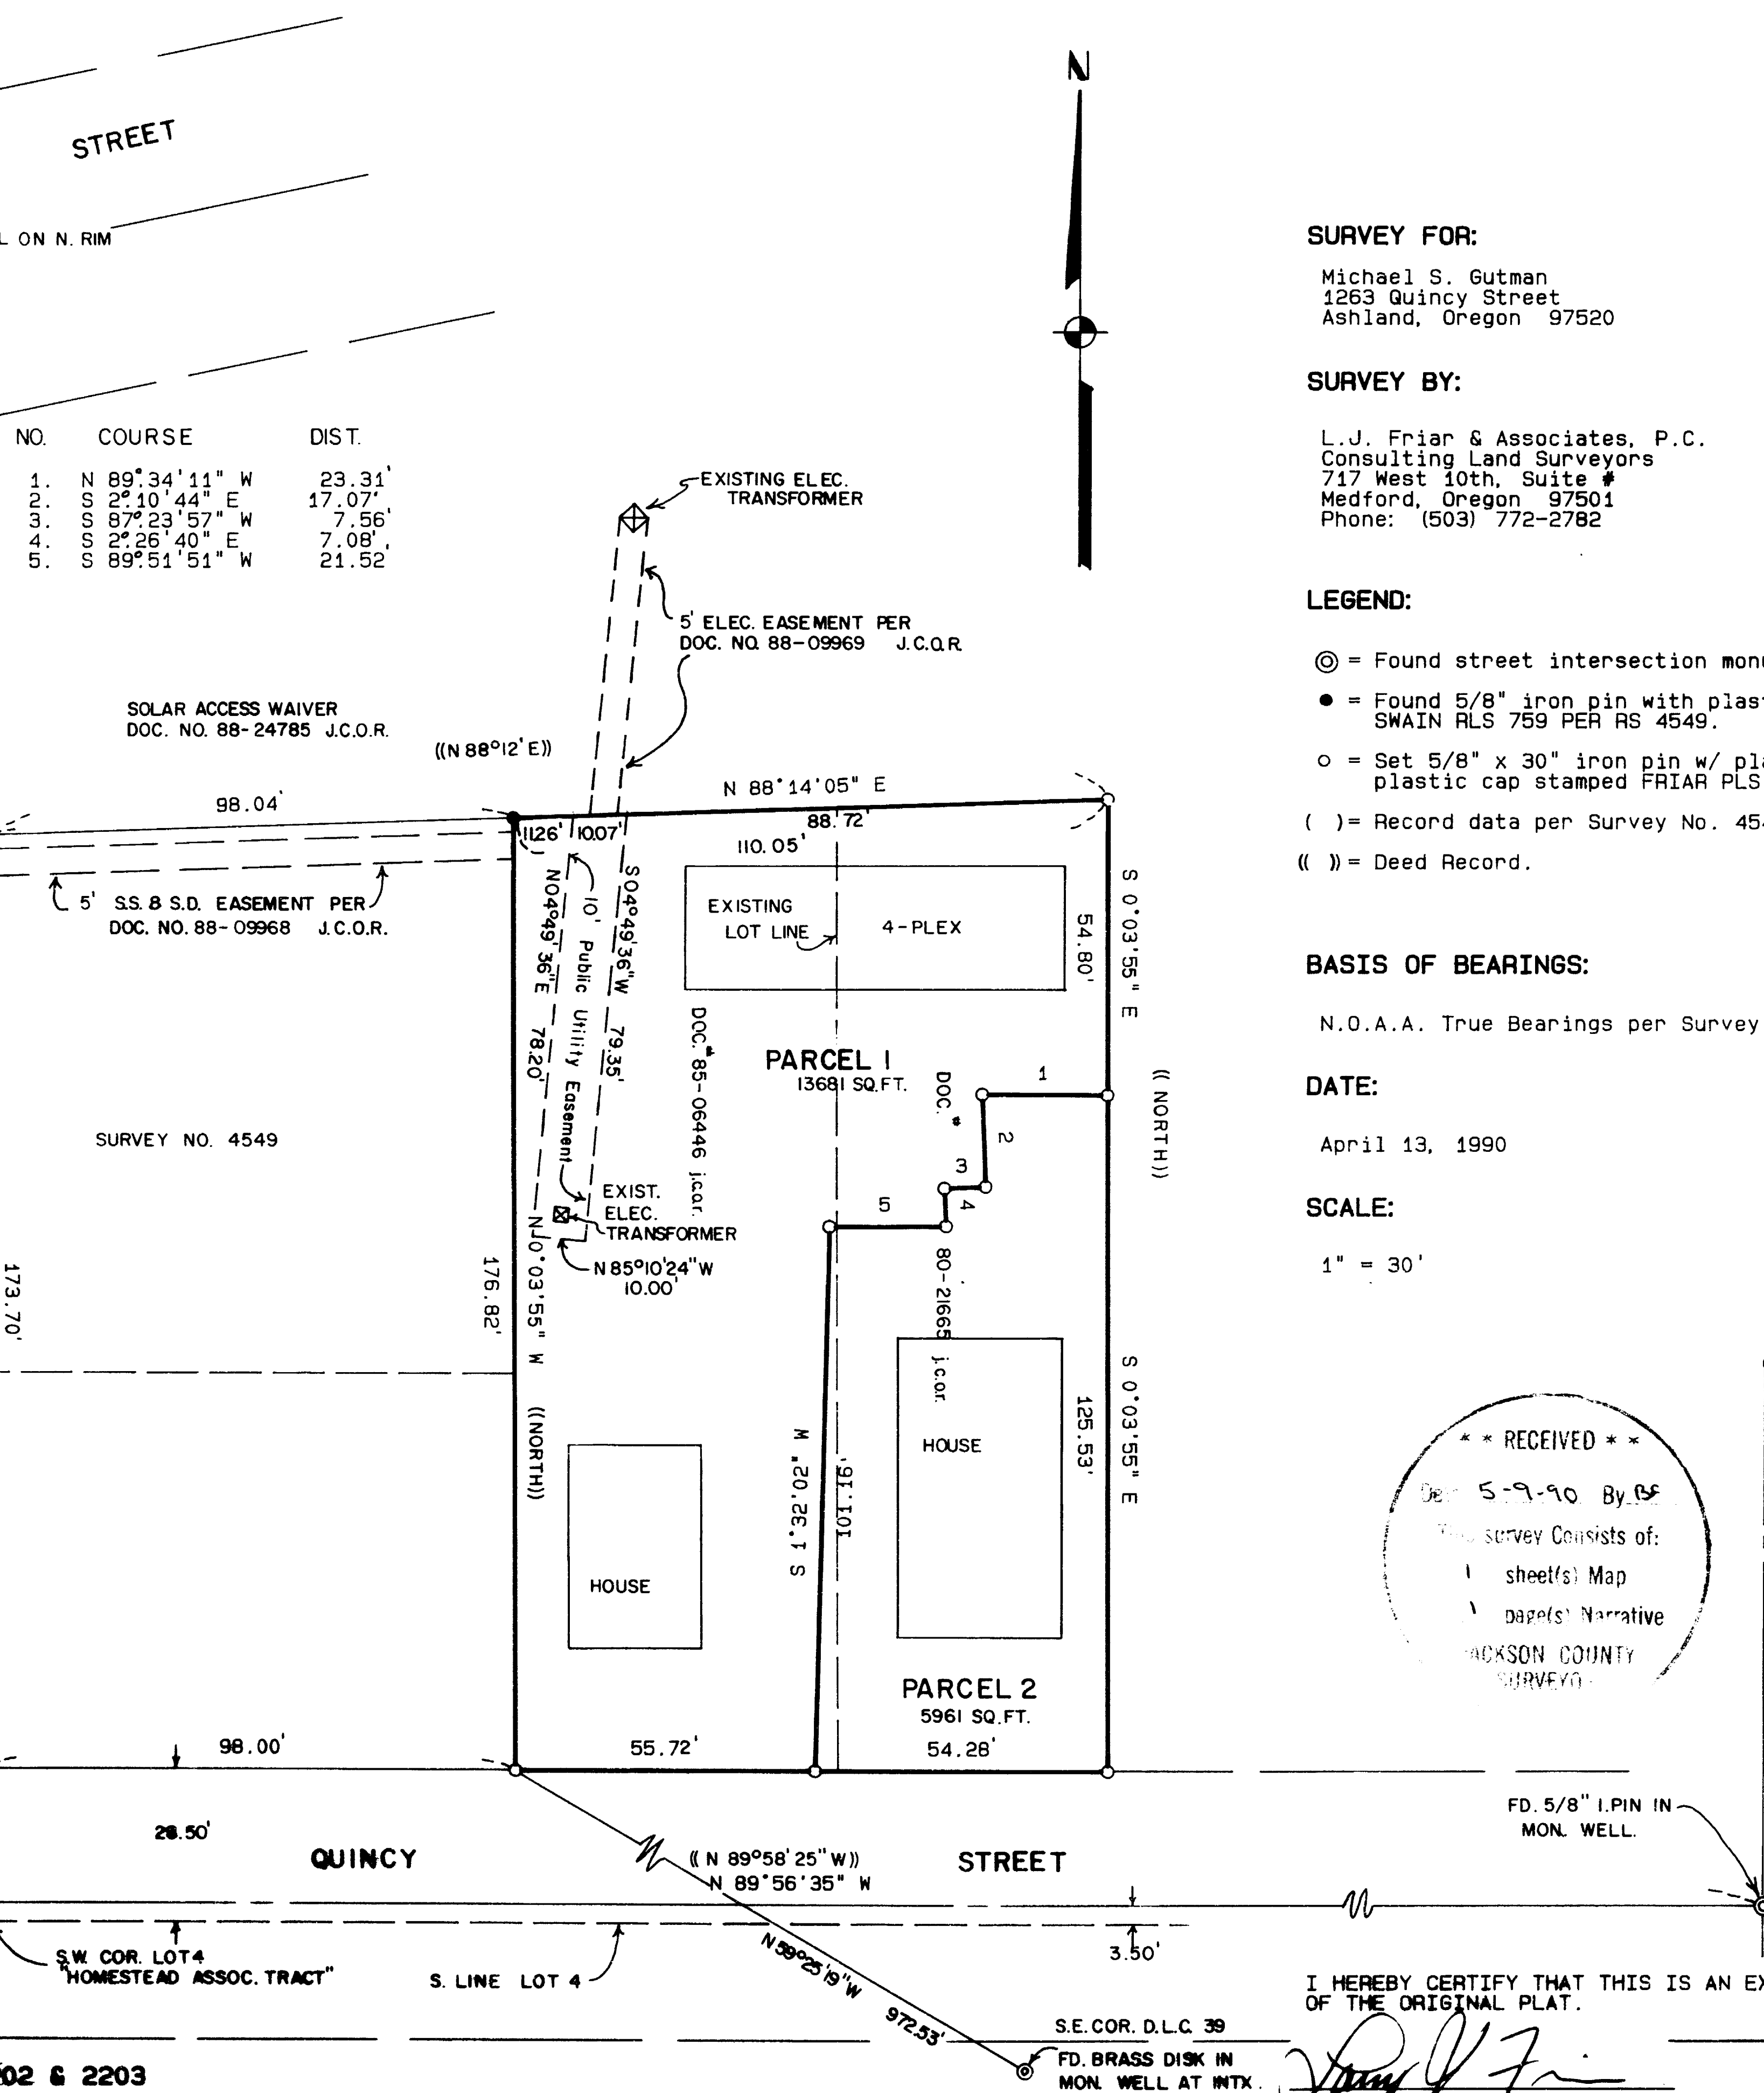 N
STREET
L ON N. RIM
NO. COURSE DIST.
1. N 89°34'11" W 23.31'
2. S 2°10'44" E 17.07'
3. S 87°23'57" W 7.56'
4. S 2°26'40" E 7.08'
5. S 89°51'51" W 21.52'
EXISTING ELEC.
TRANSFORMER
5' ELEC. EASEMENT PER
DOC. NO. 88-09969 J.C.O.R.
SOLAR ACCESS WAIVER
DOC. NO. 88-24785 J.C.O.R.
((N 88°12' E))
98.04'
N 88°14'05" E
11.26' 10.07' 88.72'
110.05'
5' S.S. & S.D. EASEMENT PER
DOC. NO. 88-09968 J.C.O.R.
N 04°49'36" E 78.20'
10' Public Utility Easement
S 04°49'36" W 79.35'
EXISTING
LOT LINE
4-PLEX
54.80'
S 0°03'55" E
DOC. # 85-06446 j.c.o.r.
PARCEL 1
13681 SQ.FT.
DOC. # 80-21665 j.c.o.r.
1
2
3
4
5
((NORTH))
SURVEY NO. 4549
EXIST.
ELEC.
TRANSFORMER
N 85°10'24" W
10.00'
173.70'
176.82'
N 0°03'55" W ((NORTH))
HOUSE
S 1°32'02" W
101.16'
HOUSE
125.53'
S 0°03'55" E
PARCEL 2
5961 SQ.FT.
98.00'
55.72'
54.28'
26.50'
QUINCY STREET
((N 89°58'25" W))
N 89°56'35" W
N 59°25'19" W 972.53'
3.50'
S.W. COR. LOT 4
"HOMESTEAD ASSOC. TRACT"
S. LINE LOT 4
FD. 5/8" I.PIN IN
MON. WELL.
S.E. COR. D.L.C. 39
FD. BRASS DISK IN
MON. WELL AT INTX.
02 & 2203
SURVEY FOR:
Michael S. Gutman
1263 Quincy Street
Ashland, Oregon 97520
SURVEY BY:
L.J. Friar & Associates, P.C.
Consulting Land Surveyors
717 West 10th, Suite #
Medford, Oregon 97501
Phone: (503) 772-2782
LEGEND:
◎ = Found street intersection mon
● = Found 5/8" iron pin with plas
SWAIN RLS 759 PER RS 4549.
○ = Set 5/8" x 30" iron pin w/ pla
plastic cap stamped FRIAR PLS
( )= Record data per Survey No. 45
(( ))= Deed Record.
BASIS OF BEARINGS:
N.O.A.A. True Bearings per Survey
DATE:
April 13, 1990
SCALE:
1" = 30'
* * RECEIVED * *
5-9-90 By BF
survey Consists of:
1 sheet(s) Map
1 page(s) Narrative
JACKSON COUNTY
SURVEYO
I HEREBY CERTIFY THAT THIS IS AN EX
OF THE ORIGINAL PLAT.